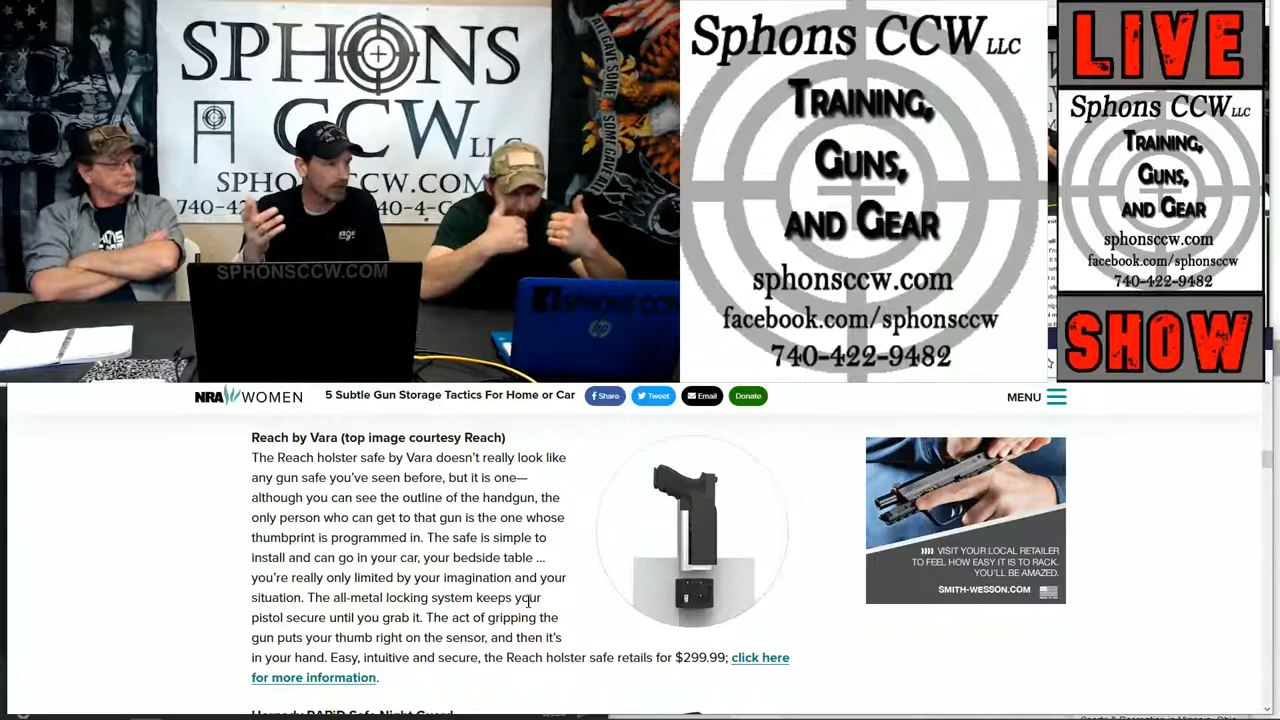 SPHONS
CCW LLC
SPHONSCCW.COM
SPHONSCCW.COM
SPHONS CCW
hp
ALL GAVE SOME SOME GAVE
Sphons CCW LLC
Training,
Guns,
and Gear
sphonsccw.com
facebook.com/sphonsccw
740-422-9482
LIVE
Sphons CCW LLC
Training,
Guns,
and Gear
sphonsccw.com
facebook.com/sphonsccw
740-422-9482
SHOW
NRA WOMEN
5 Subtle Gun Storage Tactics For Home or Car
Share
Tweet
Email
Donate
MENU
Reach by Vara (top image courtesy Reach)
The Reach holster safe by Vara doesn't really look like
any gun safe you've seen before, but it is one—
although you can see the outline of the handgun, the
only person who can get to that gun is the one whose
thumbprint is programmed in. The safe is simple to
install and can go in your car, your bedside table ...
you're really only limited by your imagination and your
situation. The all-metal locking system keeps your
pistol secure until you grab it. The act of gripping the
gun puts your thumb right on the sensor, and then it's
in your hand. Easy, intuitive and secure, the Reach holster safe retails for $299.99; click here
for more information.
VISIT YOUR LOCAL RETAILER
TO FEEL HOW EASY IT IS TO RACK.
YOU'LL BE AMAZED.
SMITH-WESSON.COM